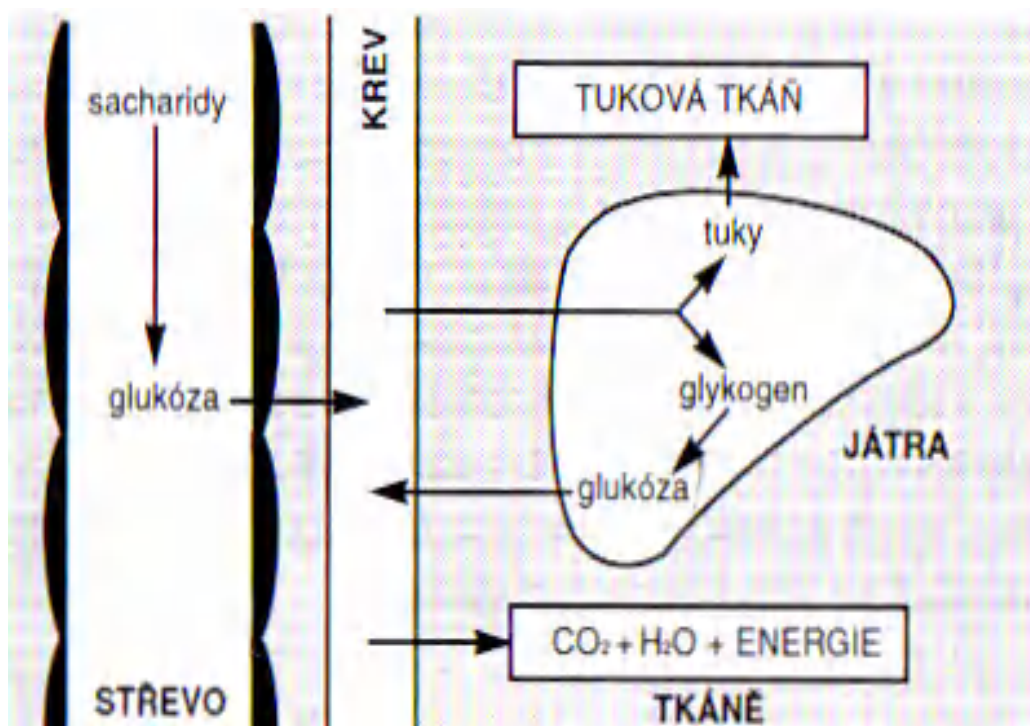 sacharidy
glukóza
STŘEVO
KREV
TUKOVÁ TKÁŇ
tuky
glykogen
glukóza
JÁTRA
CO₂ + H₂O + ENERGIE
TKÁNĚ